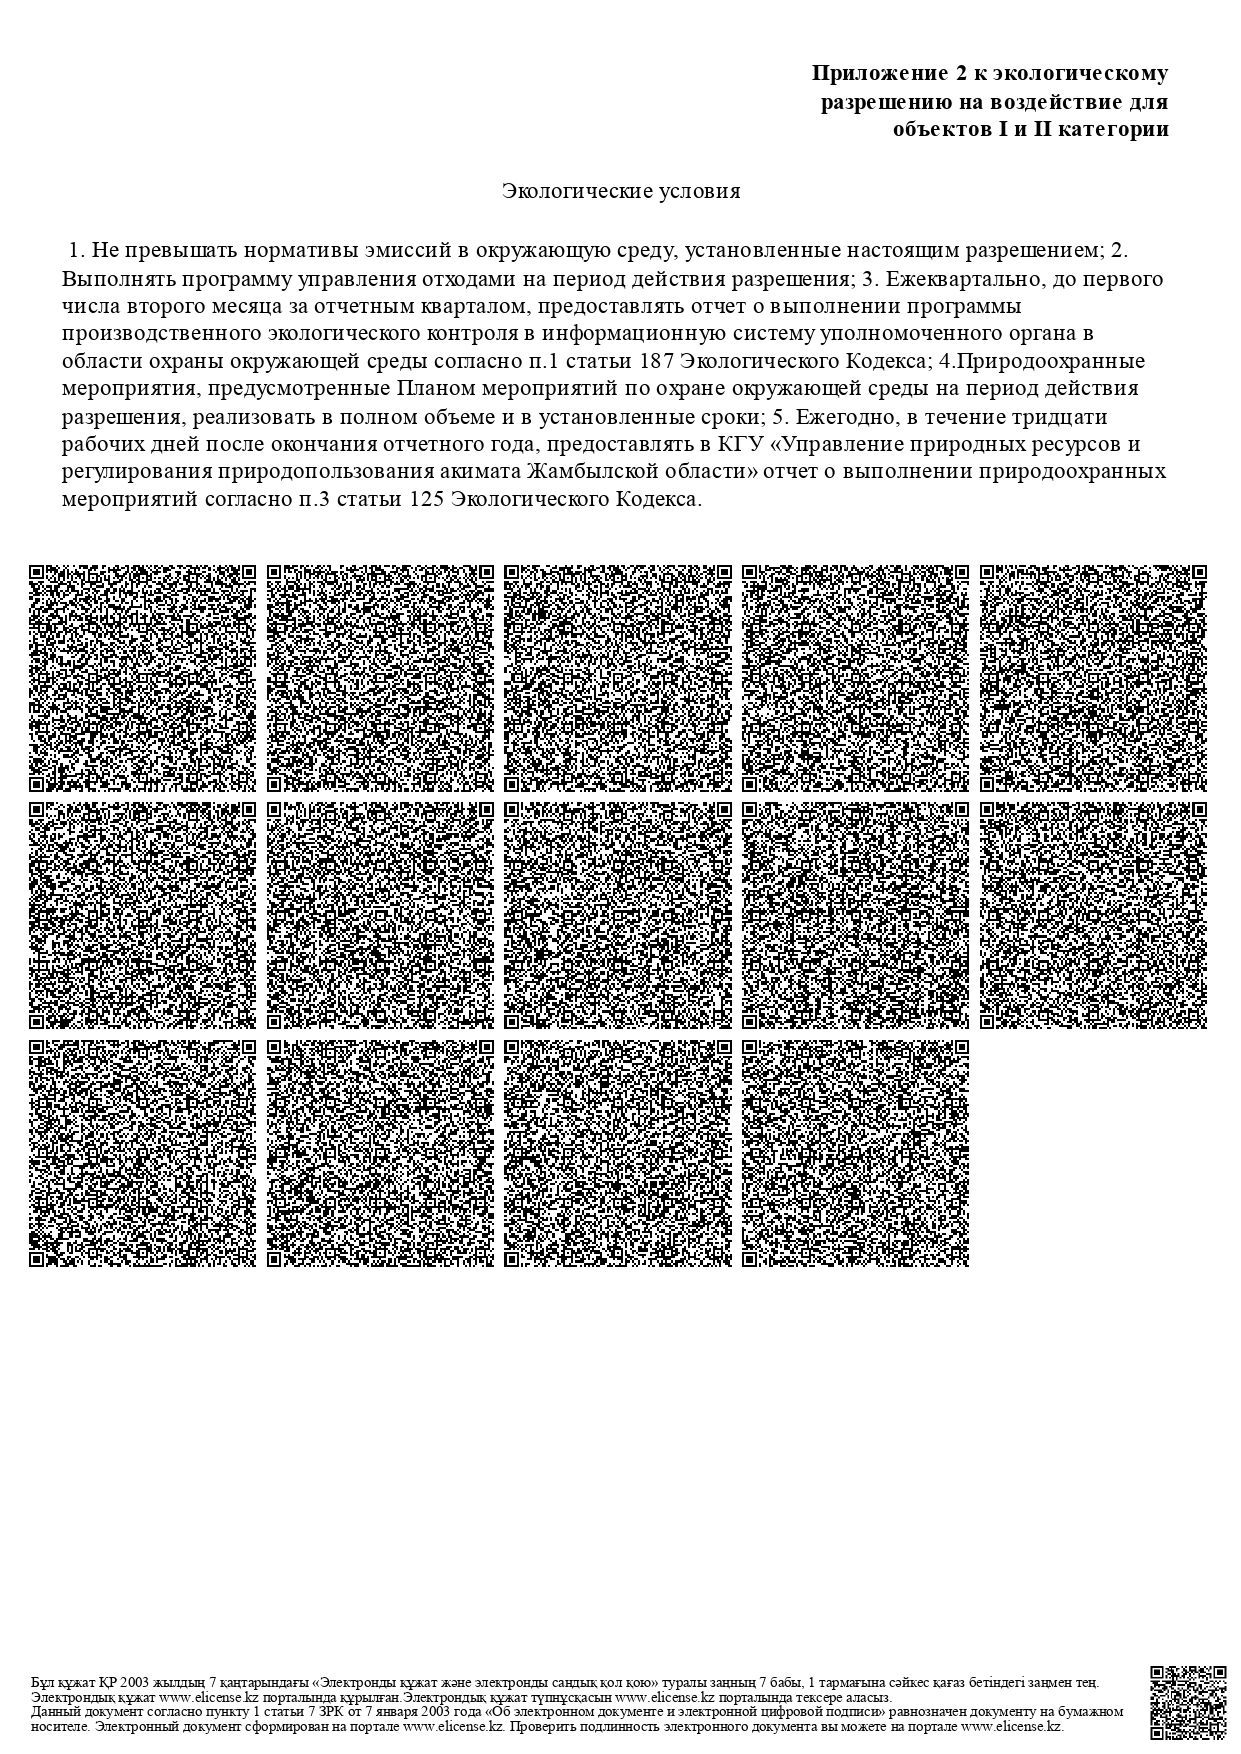 Приложение 2 к экологическому
разрешению на воздействие для
объектов I и II категории
Экологические условия
1. Не превышать нормативы эмиссий в окружающую среду, установленные настоящим разрешением; 2.
Выполнять программу управления отходами на период действия разрешения; 3. Ежеквартально, до первого
числа второго месяца за отчетным кварталом, предоставлять отчет о выполнении программы
производственного экологического контроля в информационную систему уполномоченного органа в
области охраны окружающей среды согласно п.1 статьи 187 Экологического Кодекса; 4.Природоохранные
мероприятия, предусмотренные Планом мероприятий по охране окружающей среды на период действия
разрешения, реализовать в полном объеме и в установленные сроки; 5. Ежегодно, в течение тридцати
рабочих дней после окончания отчетного года, предоставлять в КГУ «Управление природных ресурсов и
регулирования природопользования акимата Жамбылской области» отчет о выполнении природоохранных
мероприятий согласно п.3 статьи 125 Экологического Кодекса.
Бұл құжат ҚР 2003 жылдың 7 қаңтарындағы «Электронды құжат және электронды сандық қол қою» туралы заңның 7 бабы, 1 тармағына сәйкес қағаз бетіндегі заңмен тең.
Электрондық құжат www.elicense.kz порталында құрылған.Электрондық құжат түпнұсқасын www.elicense.kz порталында тексере аласыз.
Данный документ согласно пункту 1 статьи 7 ЗРК от 7 января 2003 года «Об электронном документе и электронной цифровой подписи» равнозначен документу на бумажном
носителе. Электронный документ сформирован на портале www.elicense.kz. Проверить подлинность электронного документа вы можете на портале www.elicense.kz.